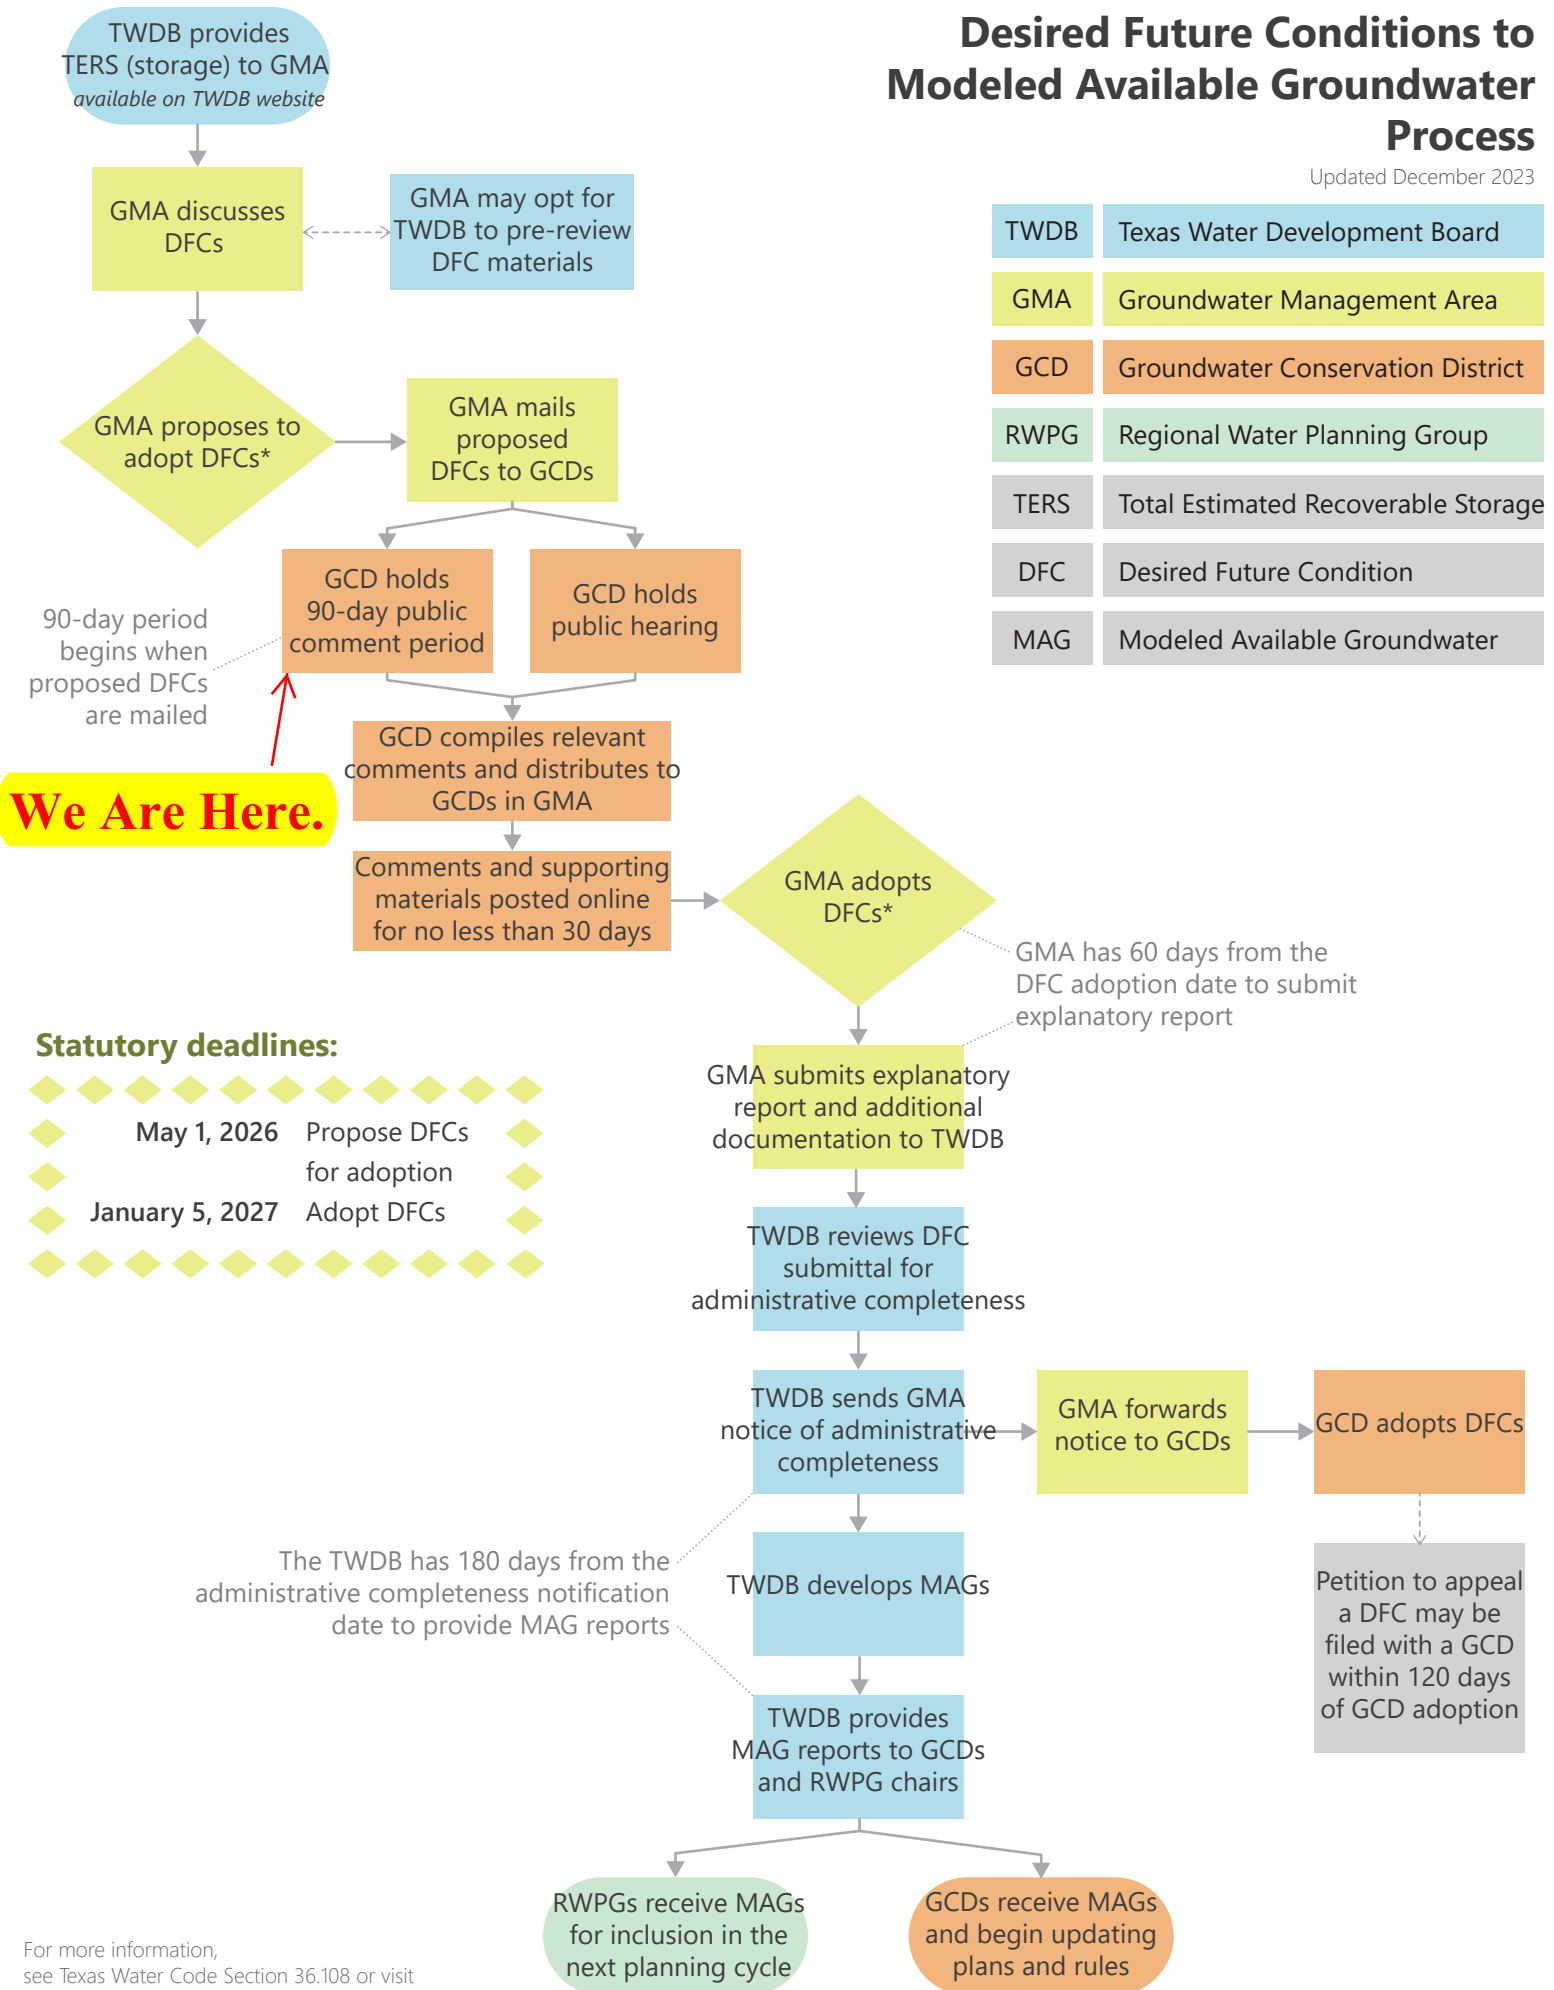 Desired Future Conditions to
Modeled Available Groundwater
Process
Updated December 2023
TWDB Texas Water Development Board
GMA Groundwater Management Area
GCD Groundwater Conservation District
RWPG Regional Water Planning Group
TERS Total Estimated Recoverable Storage
DFC Desired Future Condition
MAG Modeled Available Groundwater
TWDB provides
TERS (storage) to GMA
available on TWDB website
GMA discusses
DFCs
GMA may opt for
TWDB to pre-review
DFC materials
GMA proposes to
adopt DFCs*
GMA mails
proposed
DFCs to GCDs
GCD holds
90-day public
comment period
GCD holds
public hearing
90-day period
begins when
proposed DFCs
are mailed
We Are Here.
GCD compiles relevant
comments and distributes to
GCDs in GMA
Comments and supporting
materials posted online
for no less than 30 days
GMA adopts
DFCs*
GMA has 60 days from the
DFC adoption date to submit
explanatory report
Statutory deadlines:
May 1, 2026 Propose DFCs
for adoption
January 5, 2027 Adopt DFCs
GMA submits explanatory
report and additional
documentation to TWDB
TWDB reviews DFC
submittal for
administrative completeness
TWDB sends GMA
notice of administrative
completeness
GMA forwards
notice to GCDs
GCD adopts DFCs
The TWDB has 180 days from the
administrative completeness notification
date to provide MAG reports
TWDB develops MAGs
Petition to appeal
a DFC may be
filed with a GCD
within 120 days
of GCD adoption
TWDB provides
MAG reports to GCDs
and RWPG chairs
RWPGs receive MAGs
for inclusion in the
next planning cycle
GCDs receive MAGs
and begin updating
plans and rules
For more information,
see Texas Water Code Section 36.108 or visit